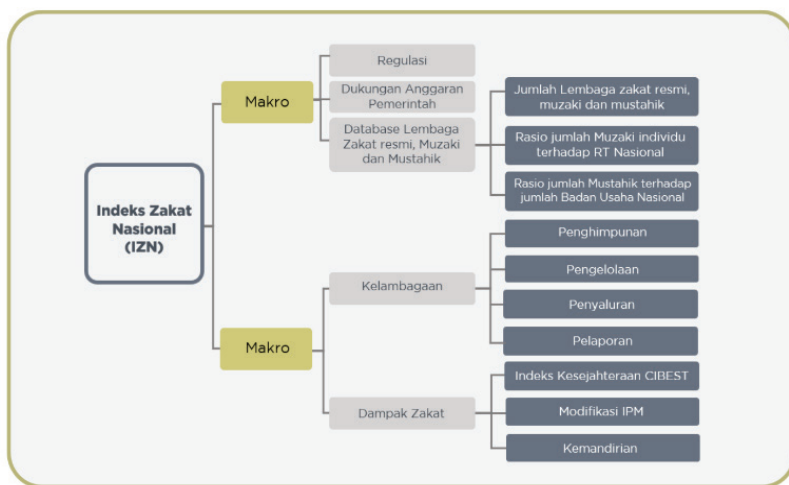 Indeks Zakat
Nasional
(IZN)
Makro
Regulasi
Dukungan Anggaran
Pemerintah
Database Lembaga
Zakat resmi, Muzaki
dan Mustahik
Jumlah Lembaga zakat resmi,
muzaki dan mustahik
Rasio jumlah Muzaki individu
terhadap RT Nasional
Rasio jumlah Mustahik terhadap
jumlah Badan Usaha Nasional
Makro
Kelambagaan
Penghimpunan
Pengelolaan
Penyaluran
Pelaporan
Dampak Zakat
Indeks Kesejahteraan CIBEST
Modifikasi IPM
Kemandirian